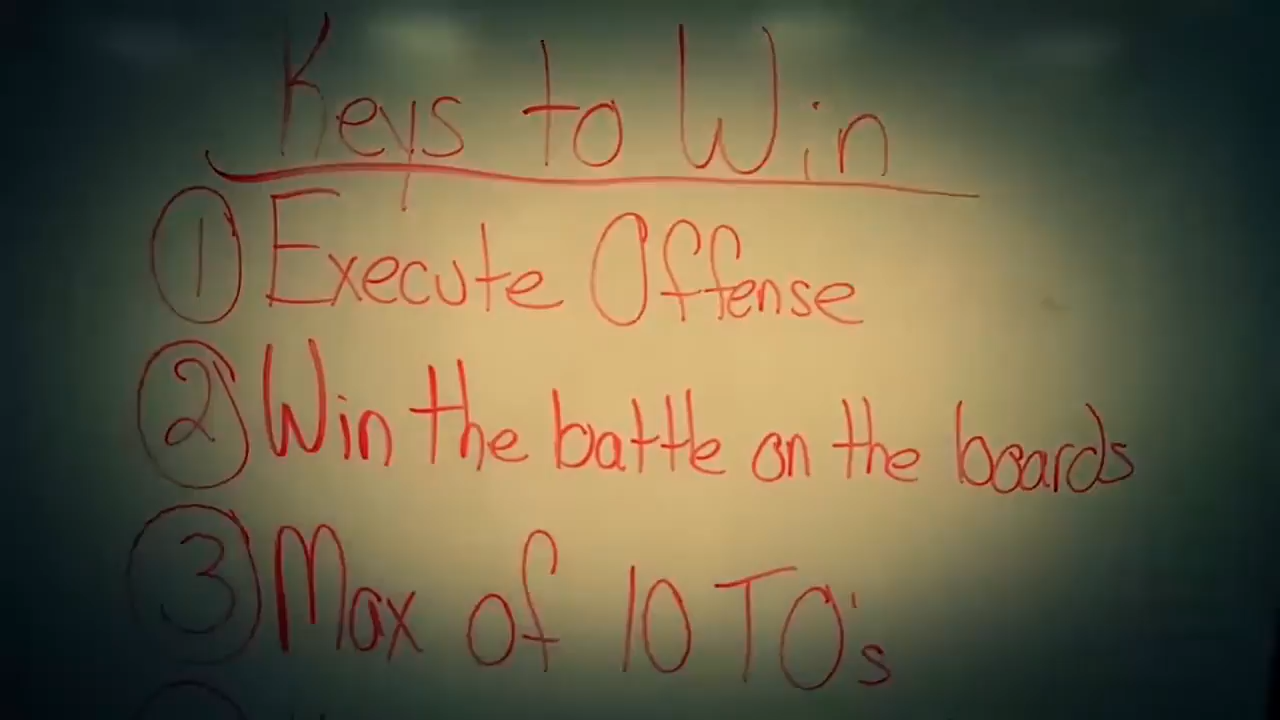 Keys to Win
1 Execute Offense
2 Win the battle on the boards
3 Max of 10 TO's